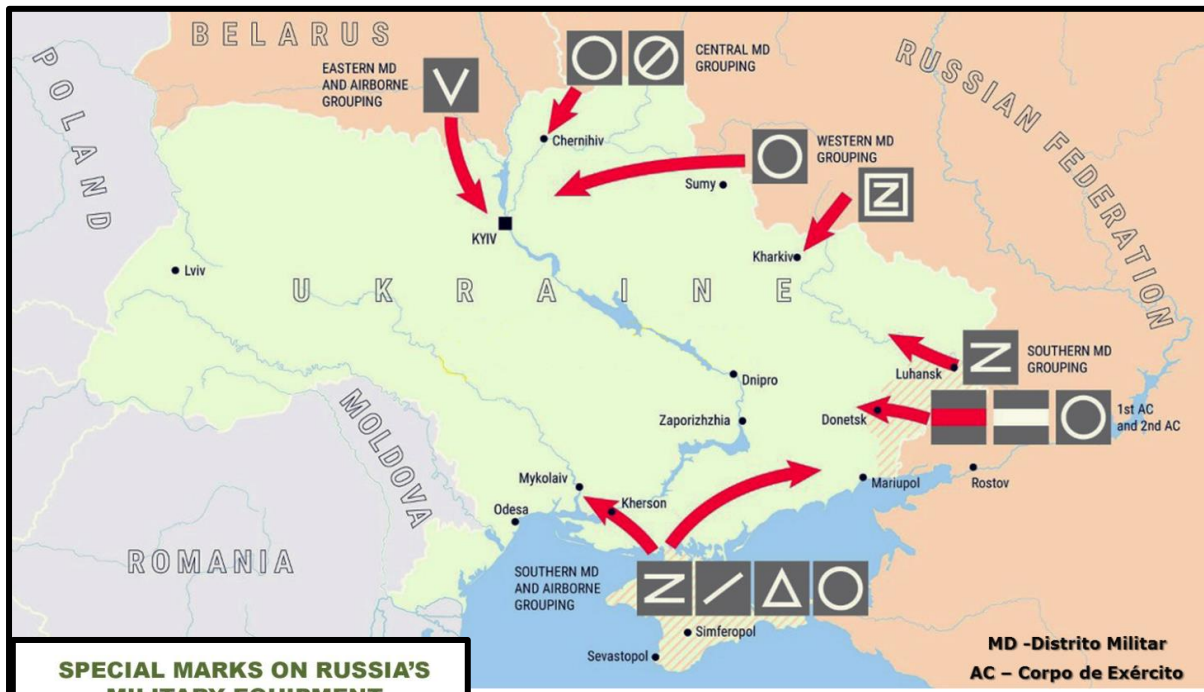 BELARUS
POLAND
EASTERN MD
AND AIRBORNE
GROUPING
V
CENTRAL MD
GROUPING
RUSSIAN FEDERATION
Chernihiv
WESTERN MD
GROUPING
Sumy
Z
KYIV
Kharkiv
Lviv
UKRAINE
Luhansk
Z
SOUTHERN MD
GROUPING
Dnipro
Donetsk
1st AC
and 2nd AC
MOLDOVA
Zaporizhzhia
Mykolaiv
Kherson
Mariupol
Rostov
Odesa
ROMANIA
SOUTHERN MD
AND AIRBORNE
GROUPING
Z
Simferopol
Sevastopol
MD -Distrito Militar
AC – Corpo de Exército
SPECIAL MARKS ON RUSSIA'S
MILITARY EQUIPMENT